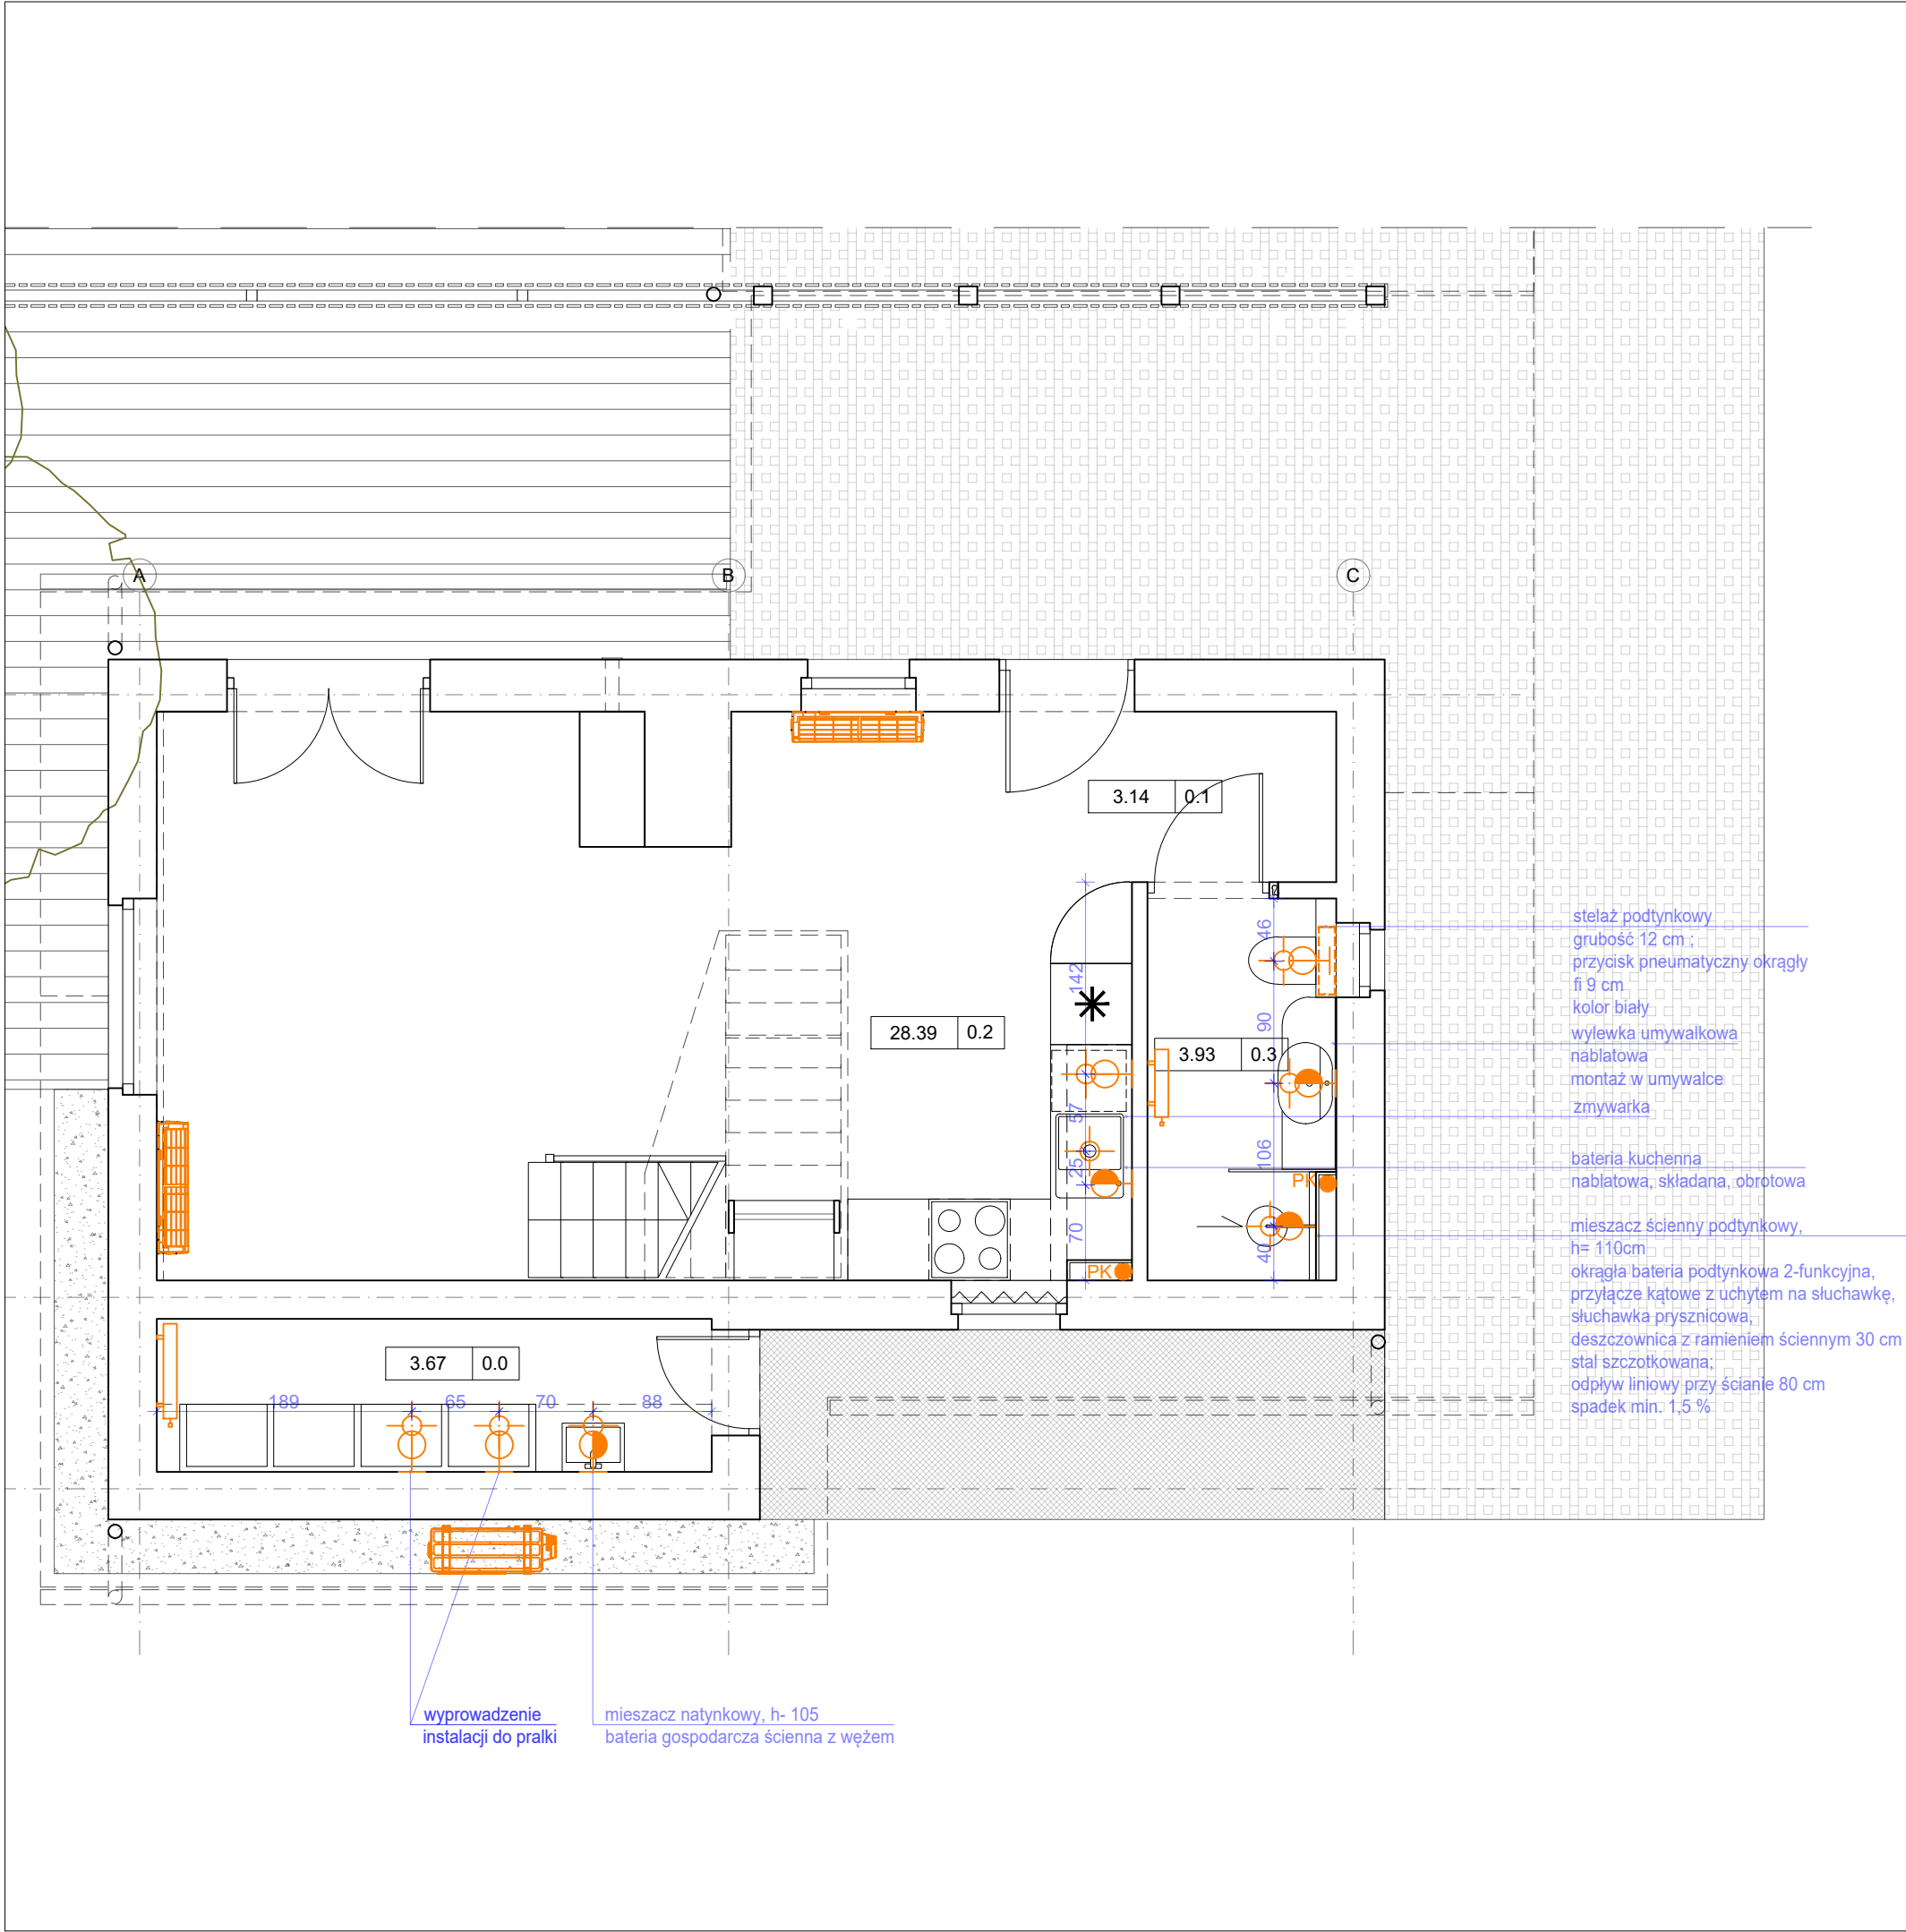 A
B
C
3.14 0.1
46
stelaż podtynkowy
grubość 12 cm ;
przycisk pneumatyczny okrągły
fi 9 cm
kolor biały
142
28.39 0.2
90
wylewka umywalkowa
nablatowa
montaż w umywalce
3.93 0.3
zmywarka
57
106
25
bateria kuchenna
nablatowa, składana, obrotowa
PK
70
40
PK
mieszacz ścienny podtynkowy,
h= 110cm
okrągła bateria podtynkowa 2-funkcyjna,
przyłącze kątowe z uchytem na słuchawkę,
słuchawka prysznicowa,
deszczownica z ramieniem ściennym 30 cm
stal szczotkowana;
odpływ liniowy przy ścianie 80 cm
spadek min. 1,5 %
3.67 0.0
189 65 70 88
wyprowadzenie
instalacji do pralki
mieszacz natynkowy, h- 105
bateria gospodarcza ścienna z wężem